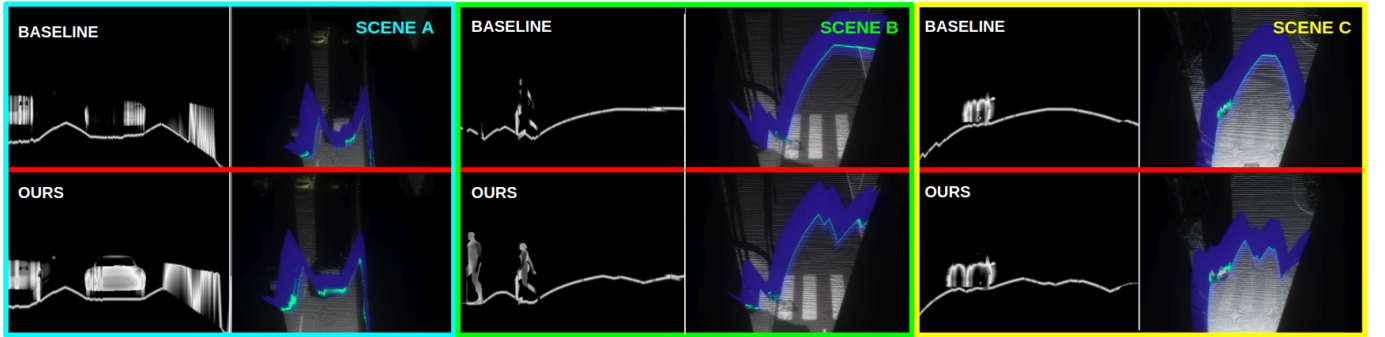 BASELINE
SCENE A
OURS
BASELINE
SCENE B
OURS
BASELINE
SCENE C
OURS